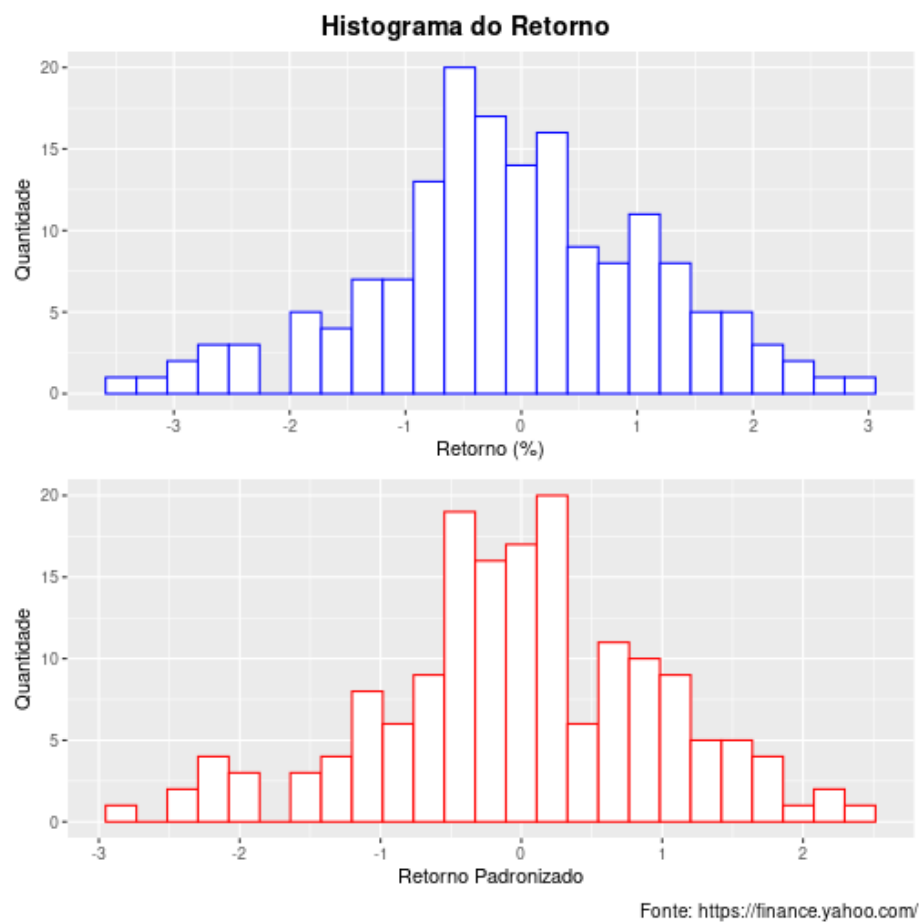 Histograma do Retorno
20
15
10
5
0
Quantidade
-3 -2 -1 0 1 2 3
Retorno (%)
20
15
10
5
0
Quantidade
-3 -2 -1 0 1 2
Retorno Padronizado
Fonte: https://finance.yahoo.com/